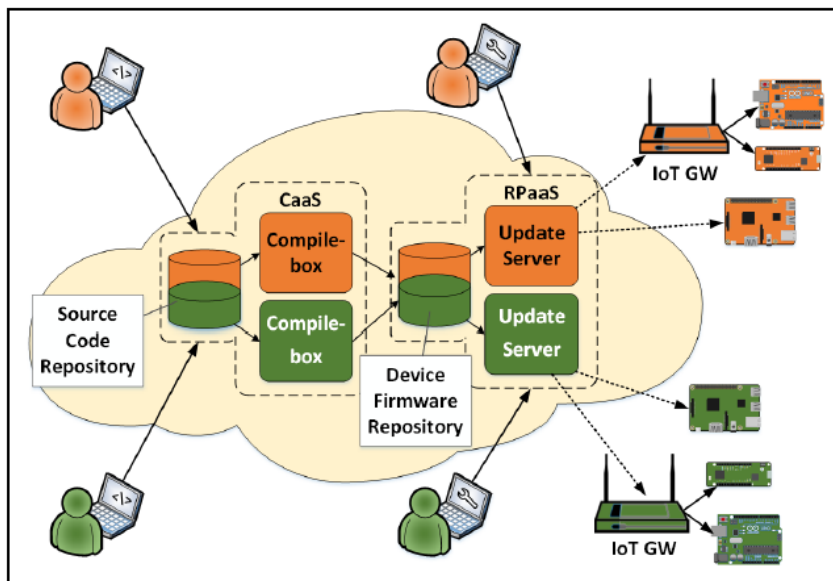 </>
IoT GW
CaaS
RPaaS
Compile-
box
Update
Server
Source
Code
Repository
Compile-
box
Update
Server
Device
Firmware
Repository
</>
IoT GW